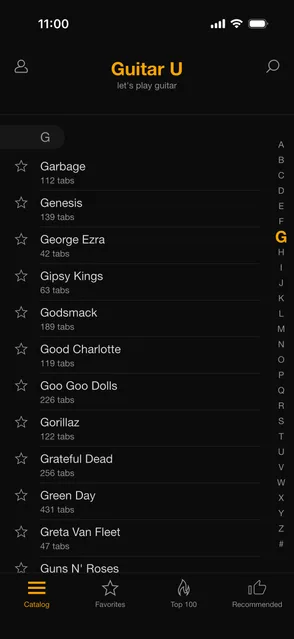 11:00
Guitar U
let's play guitar
G
Garbage
112 tabs
Genesis
139 tabs
George Ezra
42 tabs
Gipsy Kings
63 tabs
Godsmack
189 tabs
Good Charlotte
119 tabs
Goo Goo Dolls
226 tabs
Gorillaz
122 tabs
Grateful Dead
256 tabs
Green Day
431 tabs
Greta Van Fleet
47 tabs
Guns N' Roses
A
B
C
D
E
F
G
H
I
J
K
L
M
N
O
P
Q
R
S
T
U
V
W
X
Y
Z
#
Catalog
Favorites
Top 100
Recommended